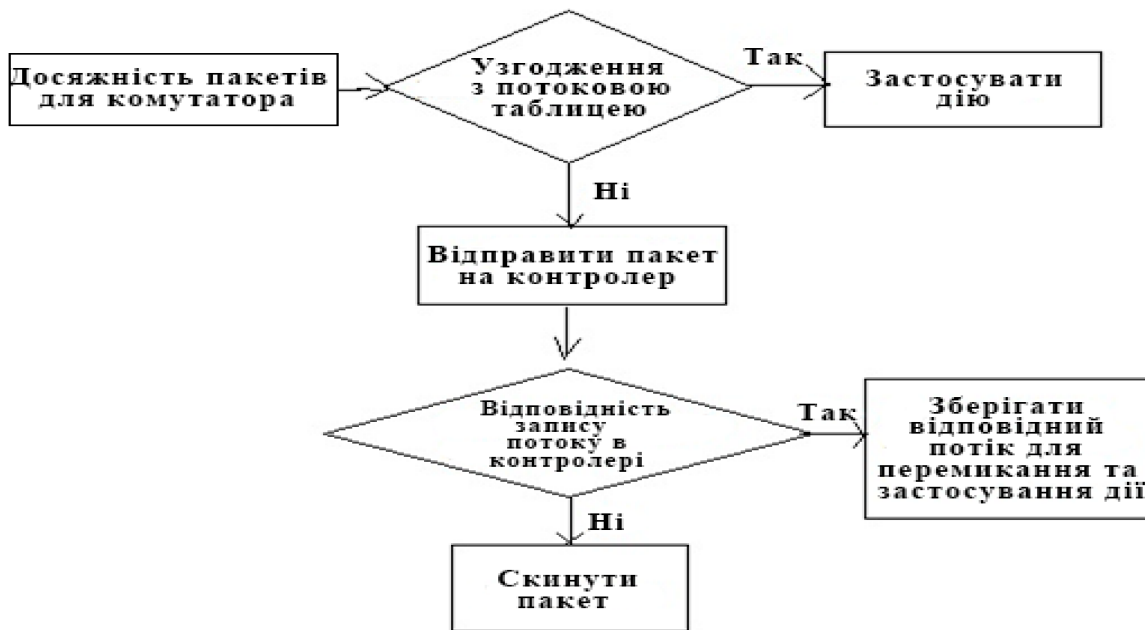 Досяжність пакетів
для комутатора
Узгодження
з потоковою
таблицею
Так
Застосувати
дію
Ні
Відправити пакет
на контролер
Відповідність
запису
потоку в
контролері
Так
Зберігати
відповідний
потік для
перемикання та
застосування дії
Ні
Скинути
пакет